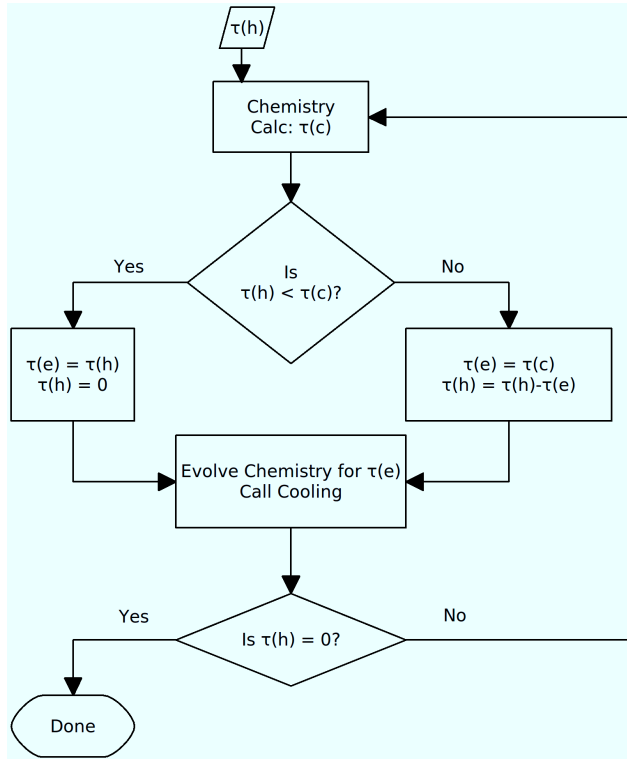 τ(h)
Chemistry
Calc: τ(c)
Is
τ(h) < τ(c)?
Yes
No
τ(e) = τ(h)
τ(h) = 0
τ(e) = τ(c)
τ(h) = τ(h)-τ(e)
Evolve Chemistry for τ(e)
Call Cooling
Is τ(h) = 0?
Yes
No
Done